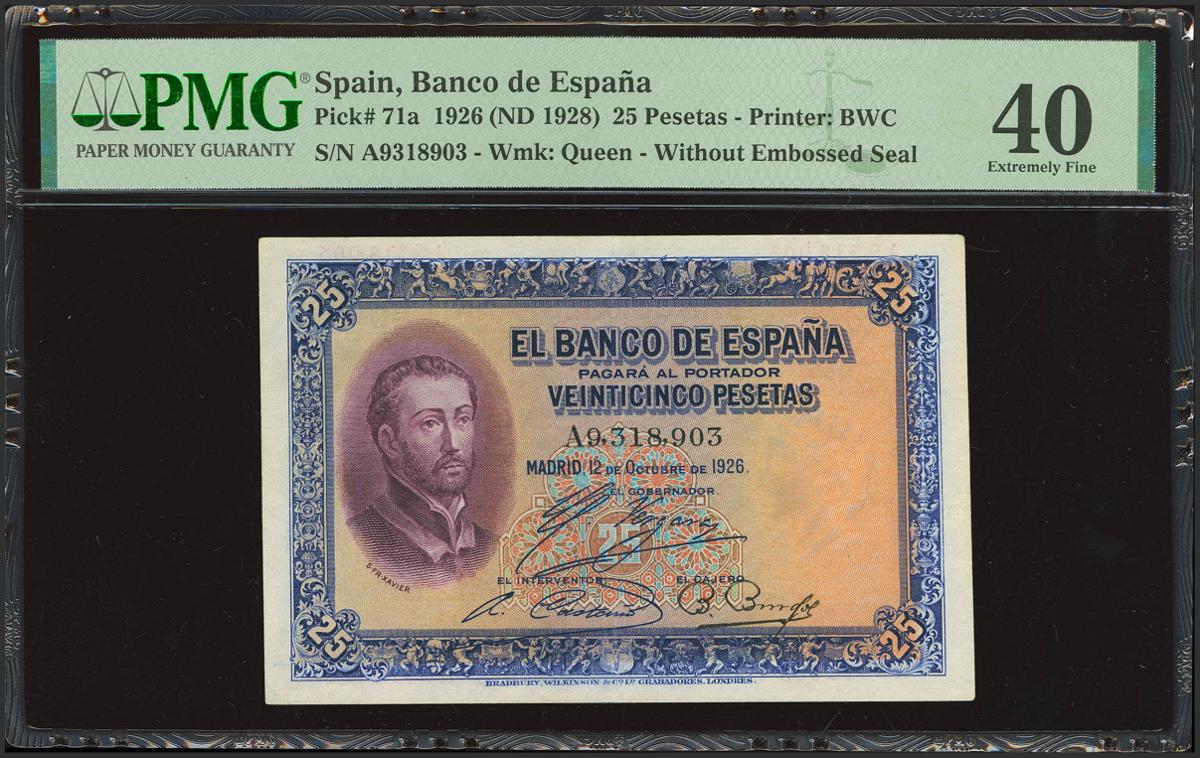 PMG® Spain, Banco de España
Pick# 71a 1926 (ND 1928) 25 Pesetas - Printer: BWC
PAPER MONEY GUARANTY S/N A9318903 - Wmk: Queen - Without Embossed Seal
40
Extremely Fine
25 25
EL BANCO DE ESPAÑA
PAGARÁ AL PORTADOR
VEINTICINCO PESETAS
A9,318,903
MADRID, 12 DE OCTUBRE DE 1926.
EL GOBERNADOR.
25
S. FR. XAVIER
EL INTERVENTOR, EL CAJERO
25 25
BRADBURY, WILKINSON & Cº Lº GRABADORES, LONDRES.